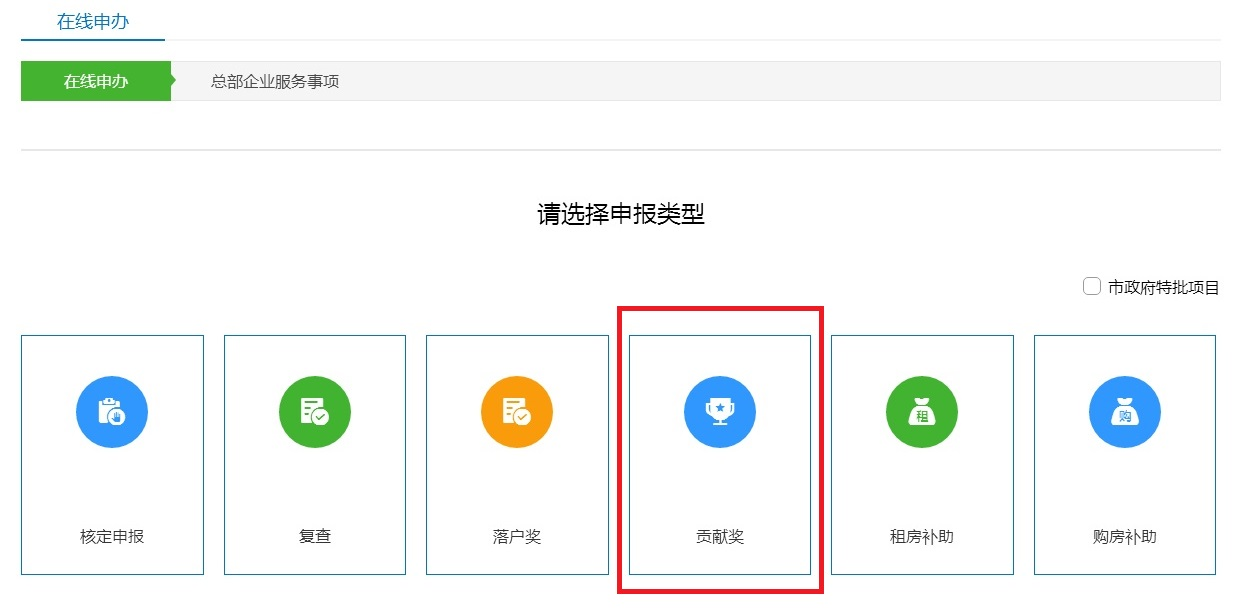 在线申办
在线申办
总部企业服务事项
请选择申报类型
市政府特批项目
租
购
核定申报
复查
落户奖
贡献奖
租房补助
购房补助